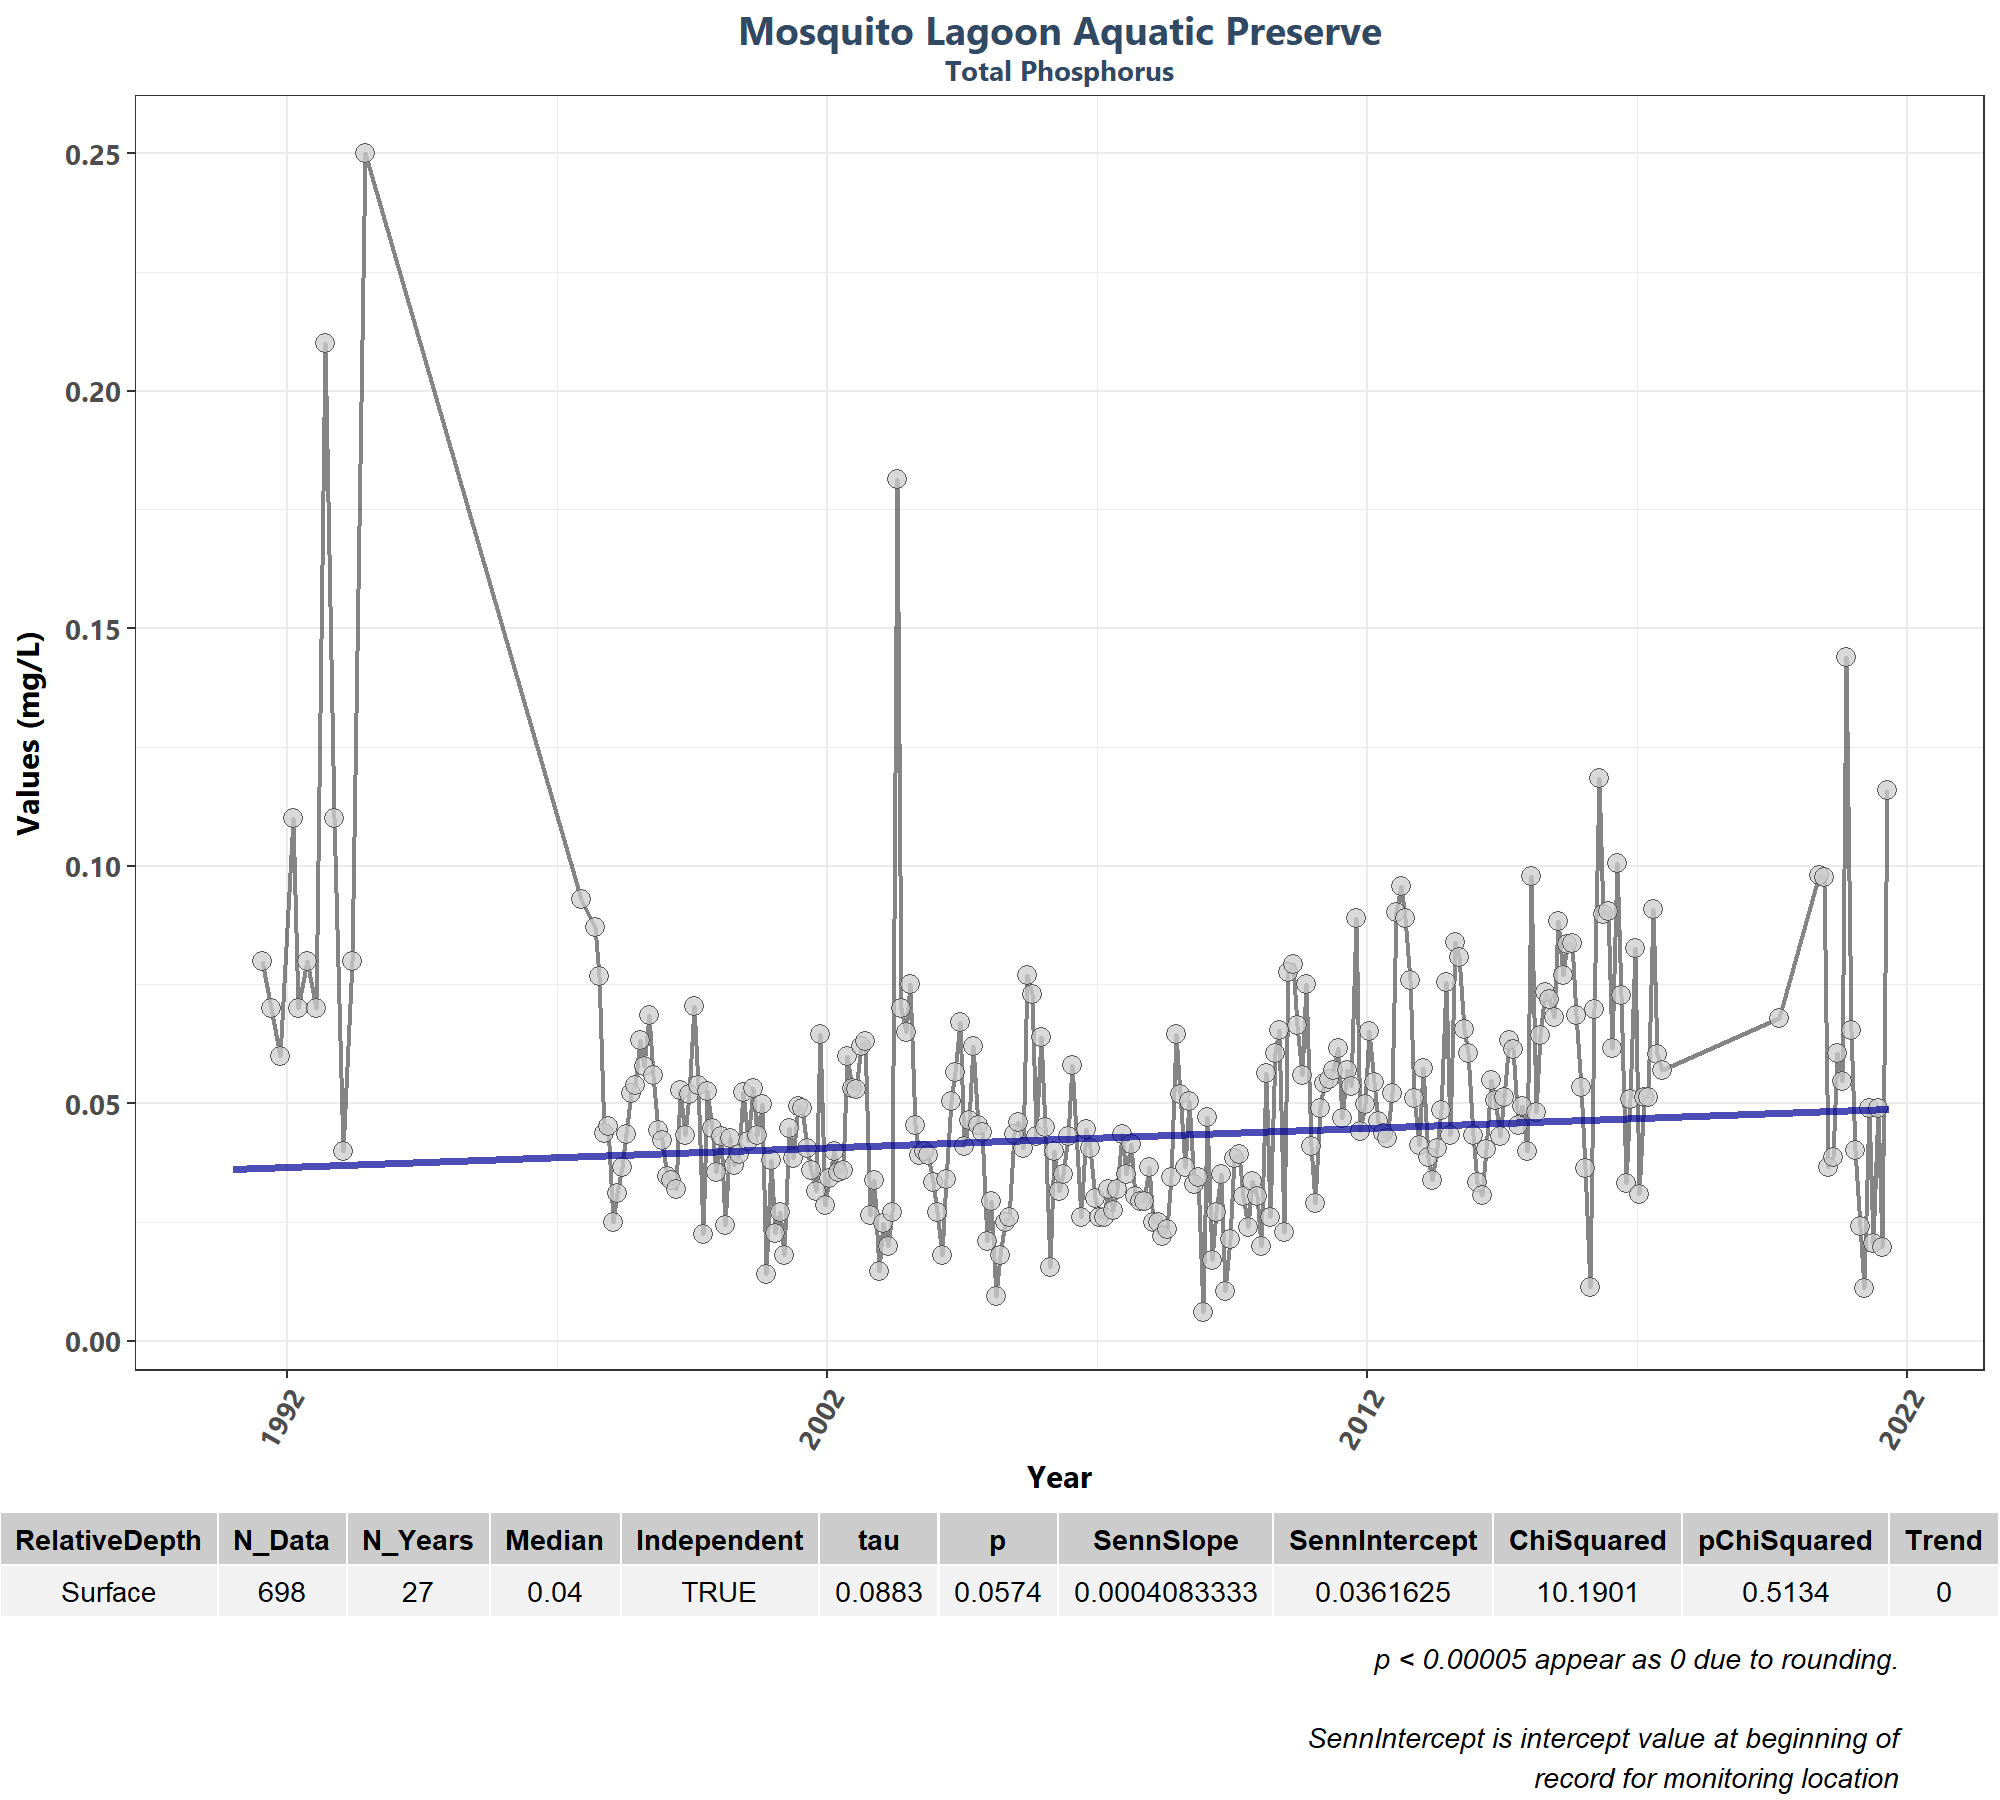 Mosquito Lagoon Aquatic Preserve
Total Phosphorus
0.25
0.20
0.15
0.10
0.05
0.00
Values (mg/L)
1992
2002
2012
2022
Year
RelativeDepth N_Data N_Years Median Independent tau p SennSlope SennIntercept ChiSquared pChiSquared Trend
Surface 698 27 0.04 TRUE 0.0883 0.0574 0.0004083333 0.0361625 10.1901 0.5134 0
p < 0.00005 appear as 0 due to rounding.
SennIntercept is intercept value at beginning of
record for monitoring location